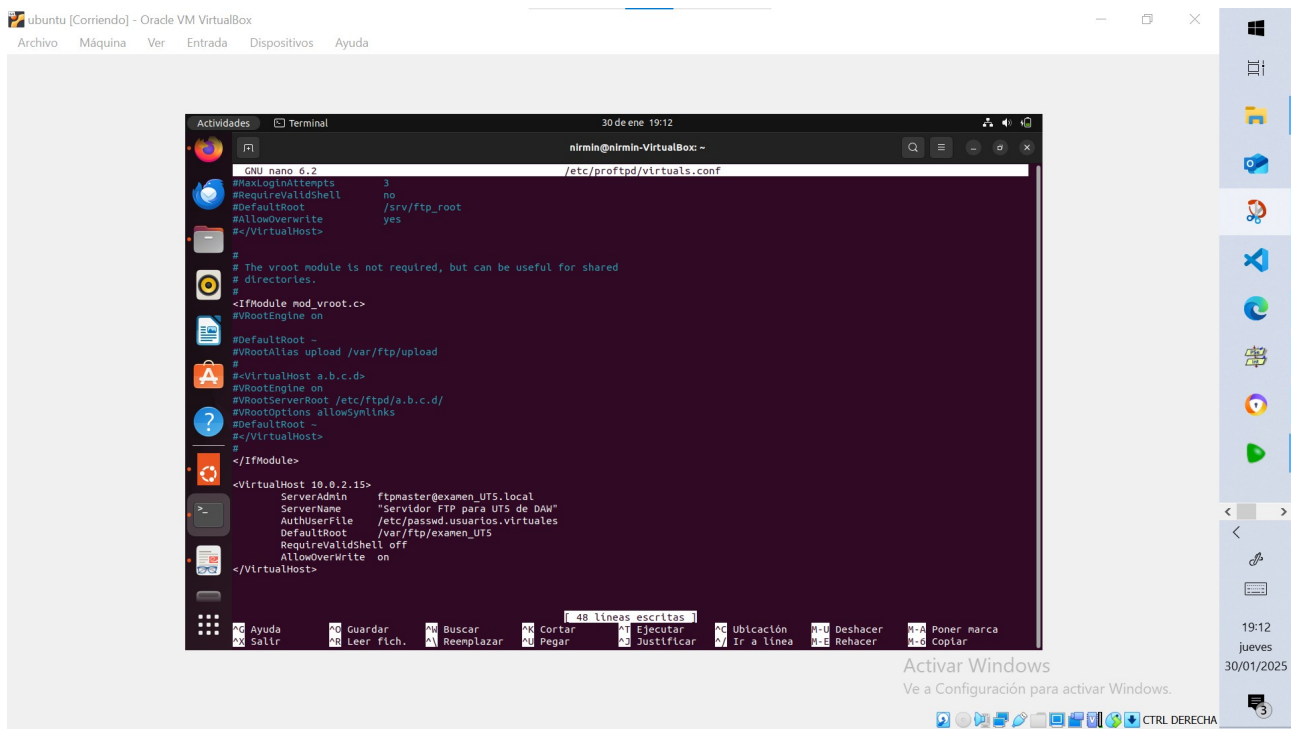 ubuntu [Corriendo] - Oracle VM VirtualBox
Archivo Máquina Ver Entrada Dispositivos Ayuda
Actividades Terminal 30 de ene 19:12
nirmin@nirmin-VirtualBox: ~
GNU nano 6.2 /etc/proftpd/virtuals.conf
#MaxLoginAttempts 3
#RequireValidShell no
#DefaultRoot /srv/ftp_root
#AllowOverwrite yes
#</VirtualHost>
#
# The vroot module is not required, but can be useful for shared
# directories.
#
<IfModule mod_vroot.c>
#VRootEngine on
#DefaultRoot ~
#VRootAlias upload /var/ftp/upload
#
#<VirtualHost a.b.c.d>
#VRootEngine on
#VRootServerRoot /etc/ftpd/a.b.c.d/
#VRootOptions allowSymlinks
#DefaultRoot ~
#</VirtualHost>
#
</IfModule>
<VirtualHost 10.0.2.15>
ServerAdmin ftpmaster@examen_UT5.local
ServerName "Servidor FTP para UT5 de DAW"
AuthUserFile /etc/passwd.usuarios.virtuales
DefaultRoot /var/ftp/examen_UT5
RequireValidShell off
AllowOverWrite on
</VirtualHost>
[ 48 líneas escritas ]
^G Ayuda ^O Guardar ^W Buscar ^K Cortar ^T Ejecutar ^C Ubicación M-U Deshacer M-A Poner marca
^X Salir ^R Leer fich. ^\ Reemplazar ^U Pegar ^J Justificar ^/ Ir a línea M-E Rehacer M-6 Copiar
Activar Windows
Ve a Configuración para activar Windows.
CTRL DERECHA
19:12
jueves
30/01/2025
3